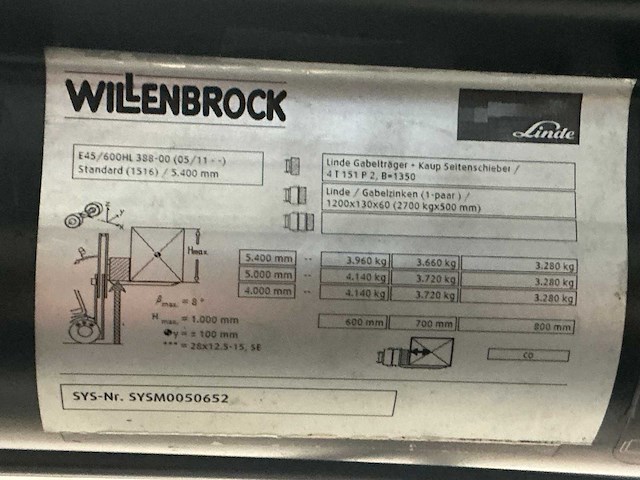 WILLENBROCK
Linde
E45/600HL 388-00 (05/11 - -)
Standard (1516) / 5.400 mm
Linde Gabelträger + Kaup Seitenschieber /
4 T 151 P 2, B=1350
Linde / Gabelzinken (1-paar) /
1200x130x60 (2700 kgx500 mm)
z
y
x
β
Hmax.
5.400 mm -- 3.960 kg 3.660 kg 3.280 kg
5.000 mm -- 4.140 kg 3.720 kg 3.280 kg
4.000 mm -- 4.140 kg 3.720 kg 3.280 kg
βmax. = 8°
H max. = 1.000 mm
y = ± 100 mm
*** = 28x12.5-15, SE
600 mm 700 mm 800 mm
CO
SYS-Nr. SYSM0050652